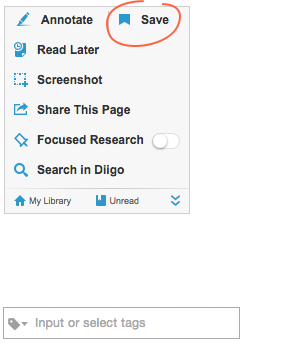 Annotate Save
Read Later
Screenshot
Share This Page
Focused Research
Search in Diigo
My Library Unread
Input or select tags